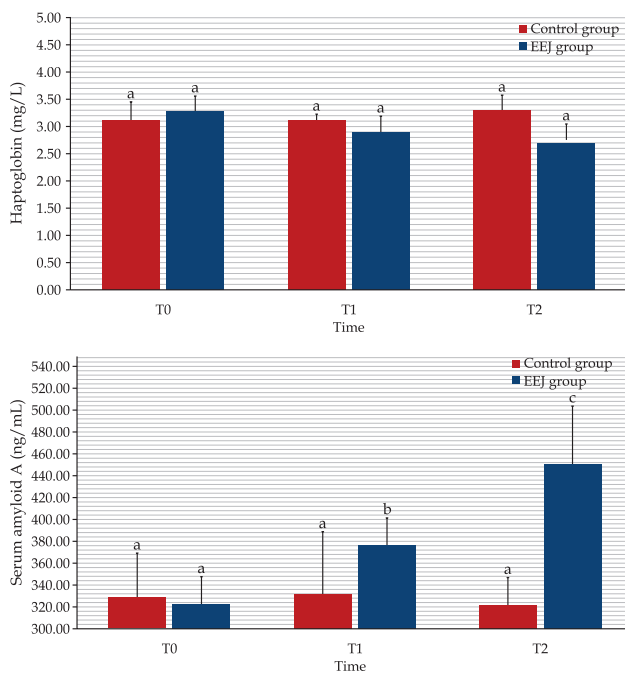 5.00
Control group
4.50
EEJ group
4.00
a
a
a
a
a
a
3.50
3.00
2.50
2.00
1.50
1.00
0.50
0.00
Haptoglobin (mg/L)
T0
T1
T2
Time
540.00
Control group
520.00
EEJ group
500.00
c
480.00
460.00
440.00
420.00
400.00
b
a
380.00
a
360.00
a
a
340.00
320.00
300.00
Serum amyloid A (ng/mL)
T0
T1
T2
Time